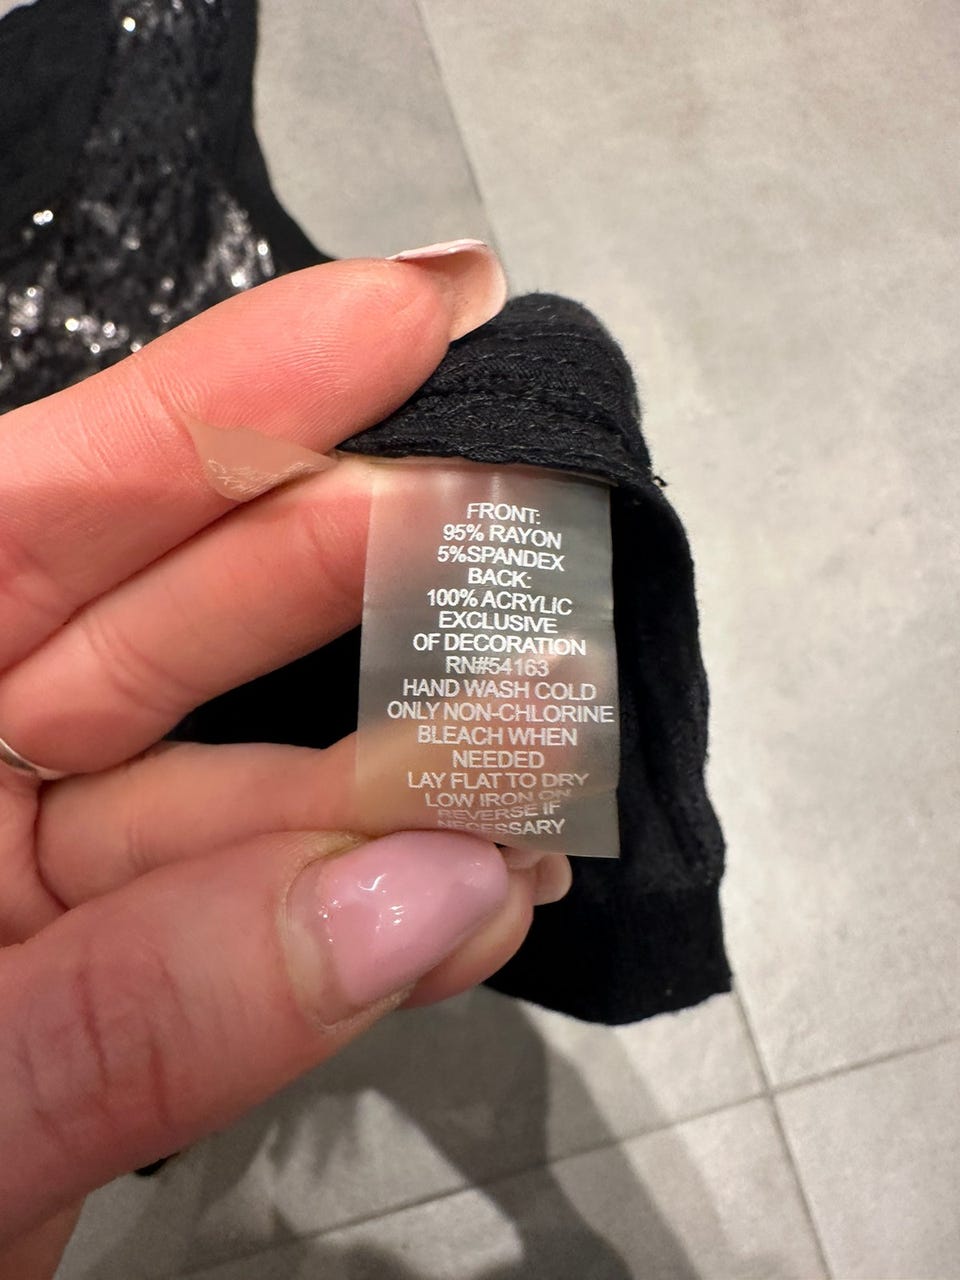 FRONT:
95% RAYON
5%SPANDEX
BACK:
100% ACRYLIC
EXCLUSIVE
OF DECORATION
RN#54163
HAND WASH COLD
ONLY NON-CHLORINE
BLEACH WHEN
NEEDED
LAY FLAT TO DRY
LOW IRON ON
REVERSE IF
NECESSARY